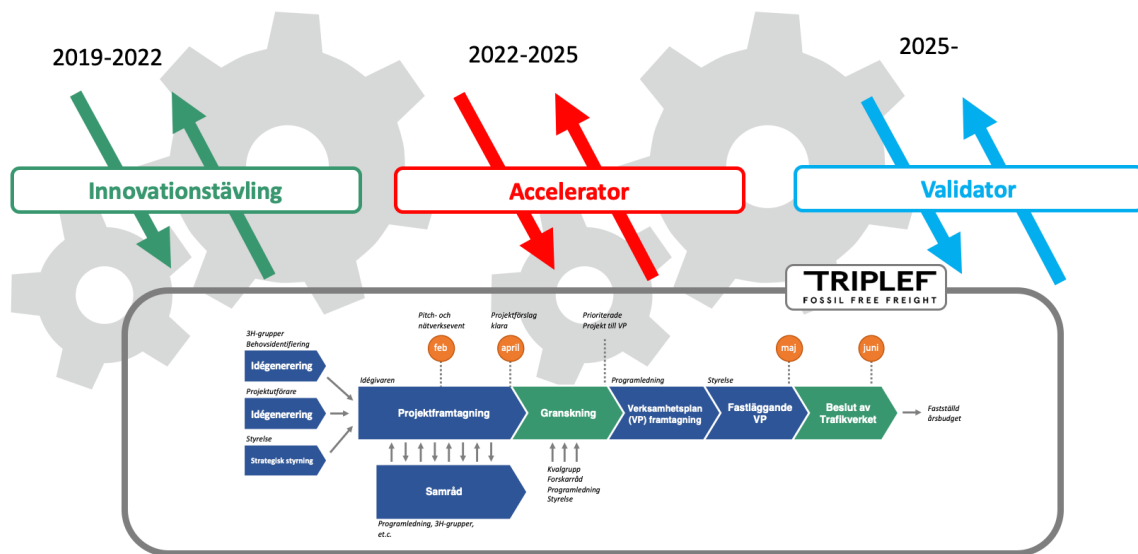 2019-2022
2022-2025
2025-
Innovationstävling
Accelerator
Validator
TRIPLEF
FOSSIL FREE FREIGHT
Pitch- och
nätverksevent
Projektförslag
klara
Prioriterade
Projekt till VP
feb
april
maj
juni
3H-grupper
Behovsidentifiering
Idégenerering
Projektutförare
Idégenerering
Styrelse
Strategisk styrning
Idégivaren
Projektframtagning
Granskning
Programledning
Verksamhetsplan
(VP) framtagning
Styrelse
Fastläggande
VP
Beslut av
Trafikverket
Fastställd
årsbudget
Samråd
Programledning, 3H-grupper,
et.c.
Kvalgrupp
Forskarråd
Programledning
Styrelse